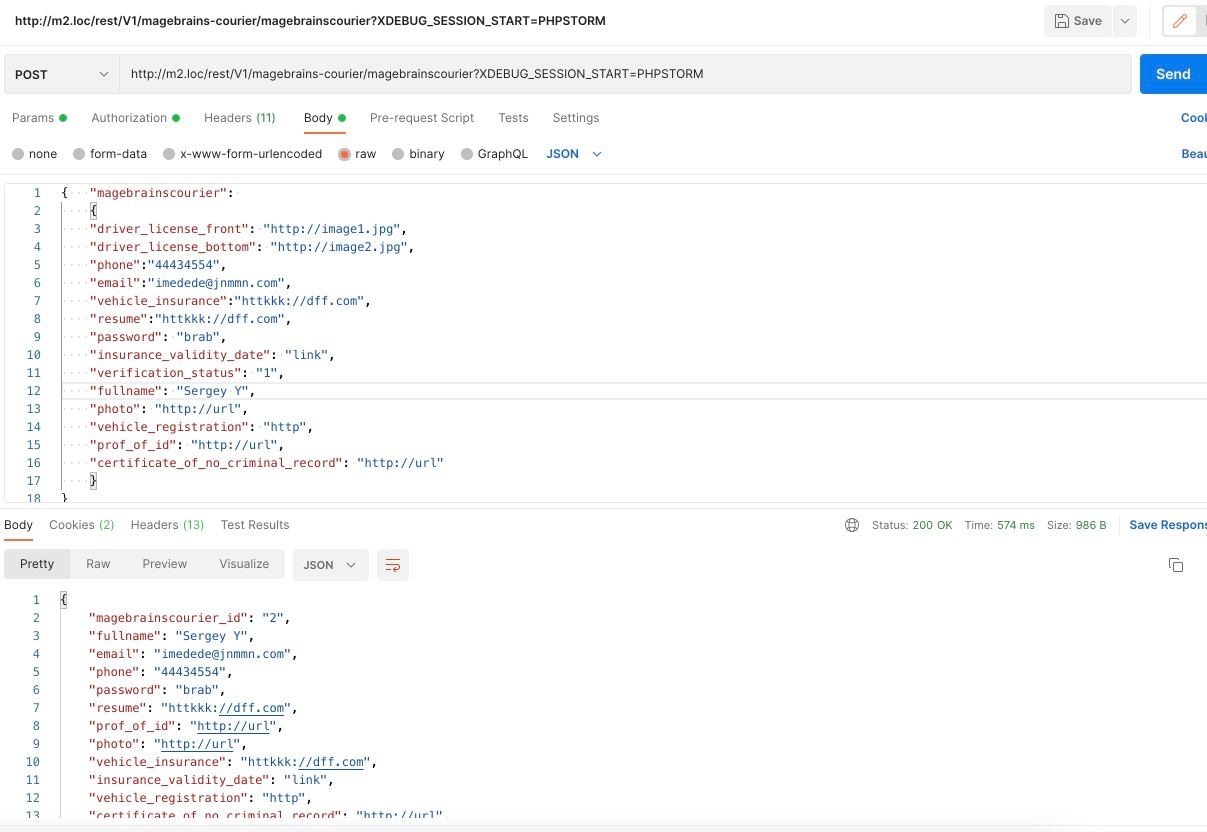 http://m2.loc/rest/V1/magebrains-courier/magebrainscourier?XDEBUG_SESSION_START=PHPSTORM
Save
POST
http://m2.loc/rest/V1/magebrains-courier/magebrainscourier?XDEBUG_SESSION_START=PHPSTORM
Send
Params Authorization Headers (11) Body Pre-request Script Tests Settings Cook
none form-data x-www-form-urlencoded raw binary GraphQL JSON Beau
1 { "magebrainscourier":
2 {
3 "driver_license_front": "http://image1.jpg",
4 "driver_license_bottom": "http://image2.jpg",
5 "phone":"44434554",
6 "email":"imedede@jnmmn.com",
7 "vehicle_insurance":"httkkk://dff.com",
8 "resume":"httkkk://dff.com",
9 "password": "brab",
10 "insurance_validity_date": "link",
11 "verification_status": "1",
12 "fullname": "Sergey Y",
13 "photo": "http://url",
14 "vehicle_registration": "http",
15 "prof_of_id": "http://url",
16 "certificate_of_no_criminal_record": "http://url"
17 }
18 }
Body Cookies (2) Headers (13) Test Results Status: 200 OK Time: 574 ms Size: 986 B Save Respons
Pretty Raw Preview Visualize JSON
1 {
2 "magebrainscourier_id": "2",
3 "fullname": "Sergey Y",
4 "email": "imedede@jnmmn.com",
5 "phone": "44434554",
6 "password": "brab",
7 "resume": "httkkk://dff.com",
8 "prof_of_id": "http://url",
9 "photo": "http://url",
10 "vehicle_insurance": "httkkk://dff.com",
11 "insurance_validity_date": "link",
12 "vehicle_registration": "http",
13 "certificate_of_no_criminal_record": "http://url",